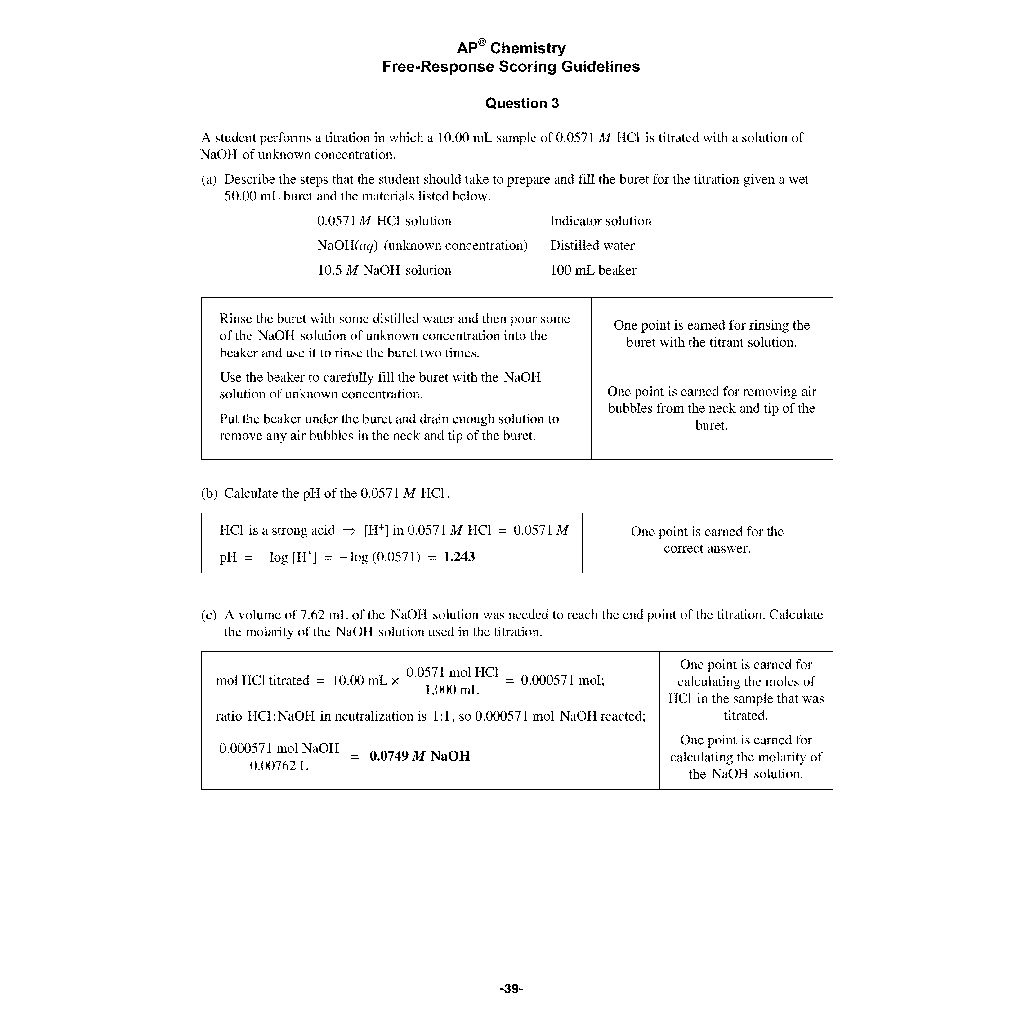 AP® Chemistry
Free-Response Scoring Guidelines
Question 3
A student performs a titration in which a 10.00 mL sample of 0.0571 M HCl is titrated with a solution of
NaOH of unknown concentration.
(a) Describe the steps that the student should take to prepare and fill the buret for the titration given a wet
50.00 mL buret and the materials listed below.
0.0571 M HCl solution Indicator solution
NaOH(aq) (unknown concentration) Distilled water
10.5 M NaOH solution 100 mL beaker
Rinse the buret with some distilled water and then pour some
of the NaOH solution of unknown concentration into the
beaker and use it to rinse the buret two times.
Use the beaker to carefully fill the buret with the NaOH
solution of unknown concentration.
Put the beaker under the buret and drain enough solution to
remove any air bubbles in the neck and tip of the buret.
One point is earned for rinsing the
buret with the titrant solution.
One point is earned for removing air
bubbles from the neck and tip of the
buret.
(b) Calculate the pH of the 0.0571 M HCl.
HCl is a strong acid ⇒ [H⁺] in 0.0571 M HCl = 0.0571 M
pH = log [H⁺] = −log (0.0571) = 1.243
One point is earned for the
correct answer.
(c) A volume of 7.62 mL of the NaOH solution was needed to reach the end point of the titration. Calculate
the molarity of the NaOH solution used in the titration.
mol HCl titrated = 10.00 mL × 0.0571 mol HCl / 1,000 mL = 0.000571 mol;
ratio HCl:NaOH in neutralization is 1:1, so 0.000571 mol NaOH reacted;
0.000571 mol NaOH / 0.00762 L = 0.0749 M NaOH
One point is earned for
calculating the moles of
HCl in the sample that was
titrated.
One point is earned for
calculating the molarity of
the NaOH solution.
-39-